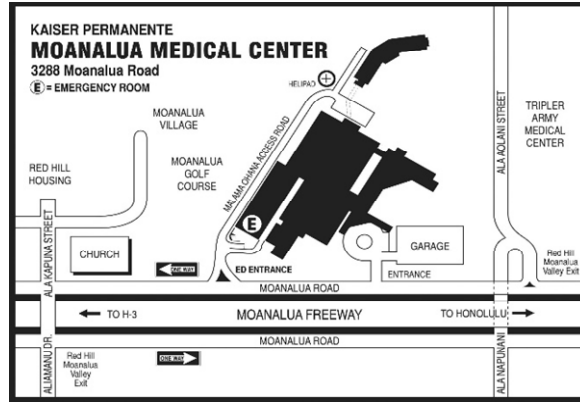 KAISER PERMANENTE
MOANALUA MEDICAL CENTER
3288 Moanalua Road
E = EMERGENCY ROOM
HELIPAD
MOANALUA
VILLAGE
ALA AOLANI STREET
TRIPLER
ARMY
MEDICAL
CENTER
RED HILL
HOUSING
MOANALUA
GOLF
COURSE
MALAMA OHANA ACCESS ROAD
E
ALA KAPUNA STREET
CHURCH
GARAGE
Red Hill
Moanalua
Valley Exit
ONE WAY
ED ENTRANCE
ENTRANCE
MOANALUA ROAD
TO H-3
MOANALUA FREEWAY
TO HONOLULU
MOANALUA ROAD
ALIAMANU DR.
Red Hill
Moanalua
Valley
Exit
ONE WAY
ALA NAPUNANI